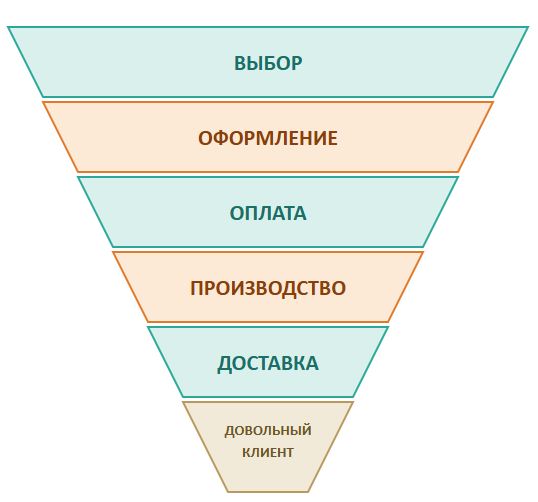 ВЫБОР
ОФОРМЛЕНИЕ
ОПЛАТА
ПРОИЗВОДСТВО
ДОСТАВКА
ДОВОЛЬНЫЙ
КЛИЕНТ